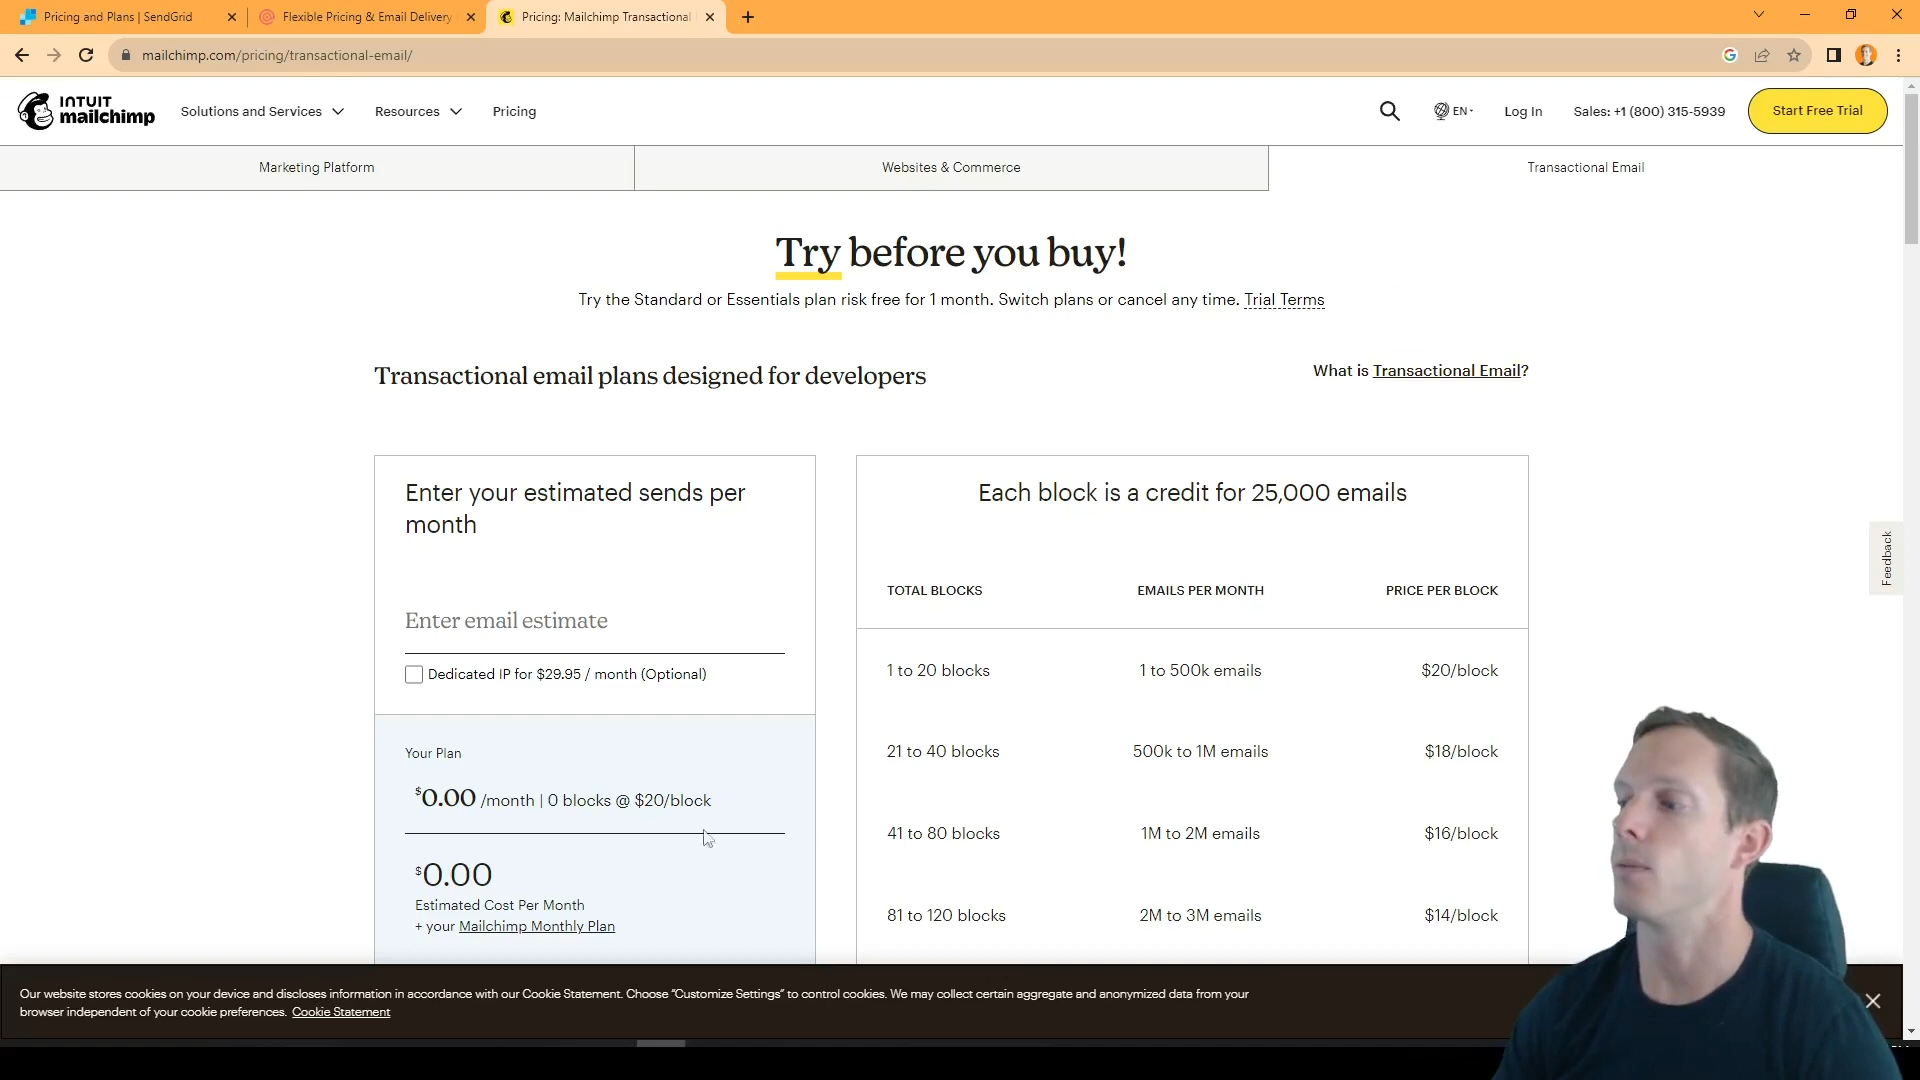 Pricing and Plans | SendGrid
Flexible Pricing & Email Delivery
Pricing: Mailchimp Transactional
mailchimp.com/pricing/transactional-email/
INTUIT
mailchimp
Solutions and Services
Resources
Pricing
EN
Log In
Sales: +1 (800) 315-5939
Start Free Trial
Marketing Platform
Websites & Commerce
Transactional Email
Try before you buy!
Try the Standard or Essentials plan risk free for 1 month. Switch plans or cancel any time. Trial Terms
Transactional email plans designed for developers
What is Transactional Email?
Enter your estimated sends per
month
Enter email estimate
Dedicated IP for $29.95 / month (Optional)
Your Plan
$0.00 /month | 0 blocks @ $20/block
$0.00
Estimated Cost Per Month
+ your Mailchimp Monthly Plan
Each block is a credit for 25,000 emails
TOTAL BLOCKS EMAILS PER MONTH PRICE PER BLOCK
1 to 20 blocks 1 to 500k emails $20/block
21 to 40 blocks 500k to 1M emails $18/block
41 to 80 blocks 1M to 2M emails $16/block
81 to 120 blocks 2M to 3M emails $14/block
Feedback
Our website stores cookies on your device and discloses information in accordance with our Cookie Statement. Choose "Customize Settings" to control cookies. We may collect certain aggregate and anonymized data from your
browser independent of your cookie preferences. Cookie Statement